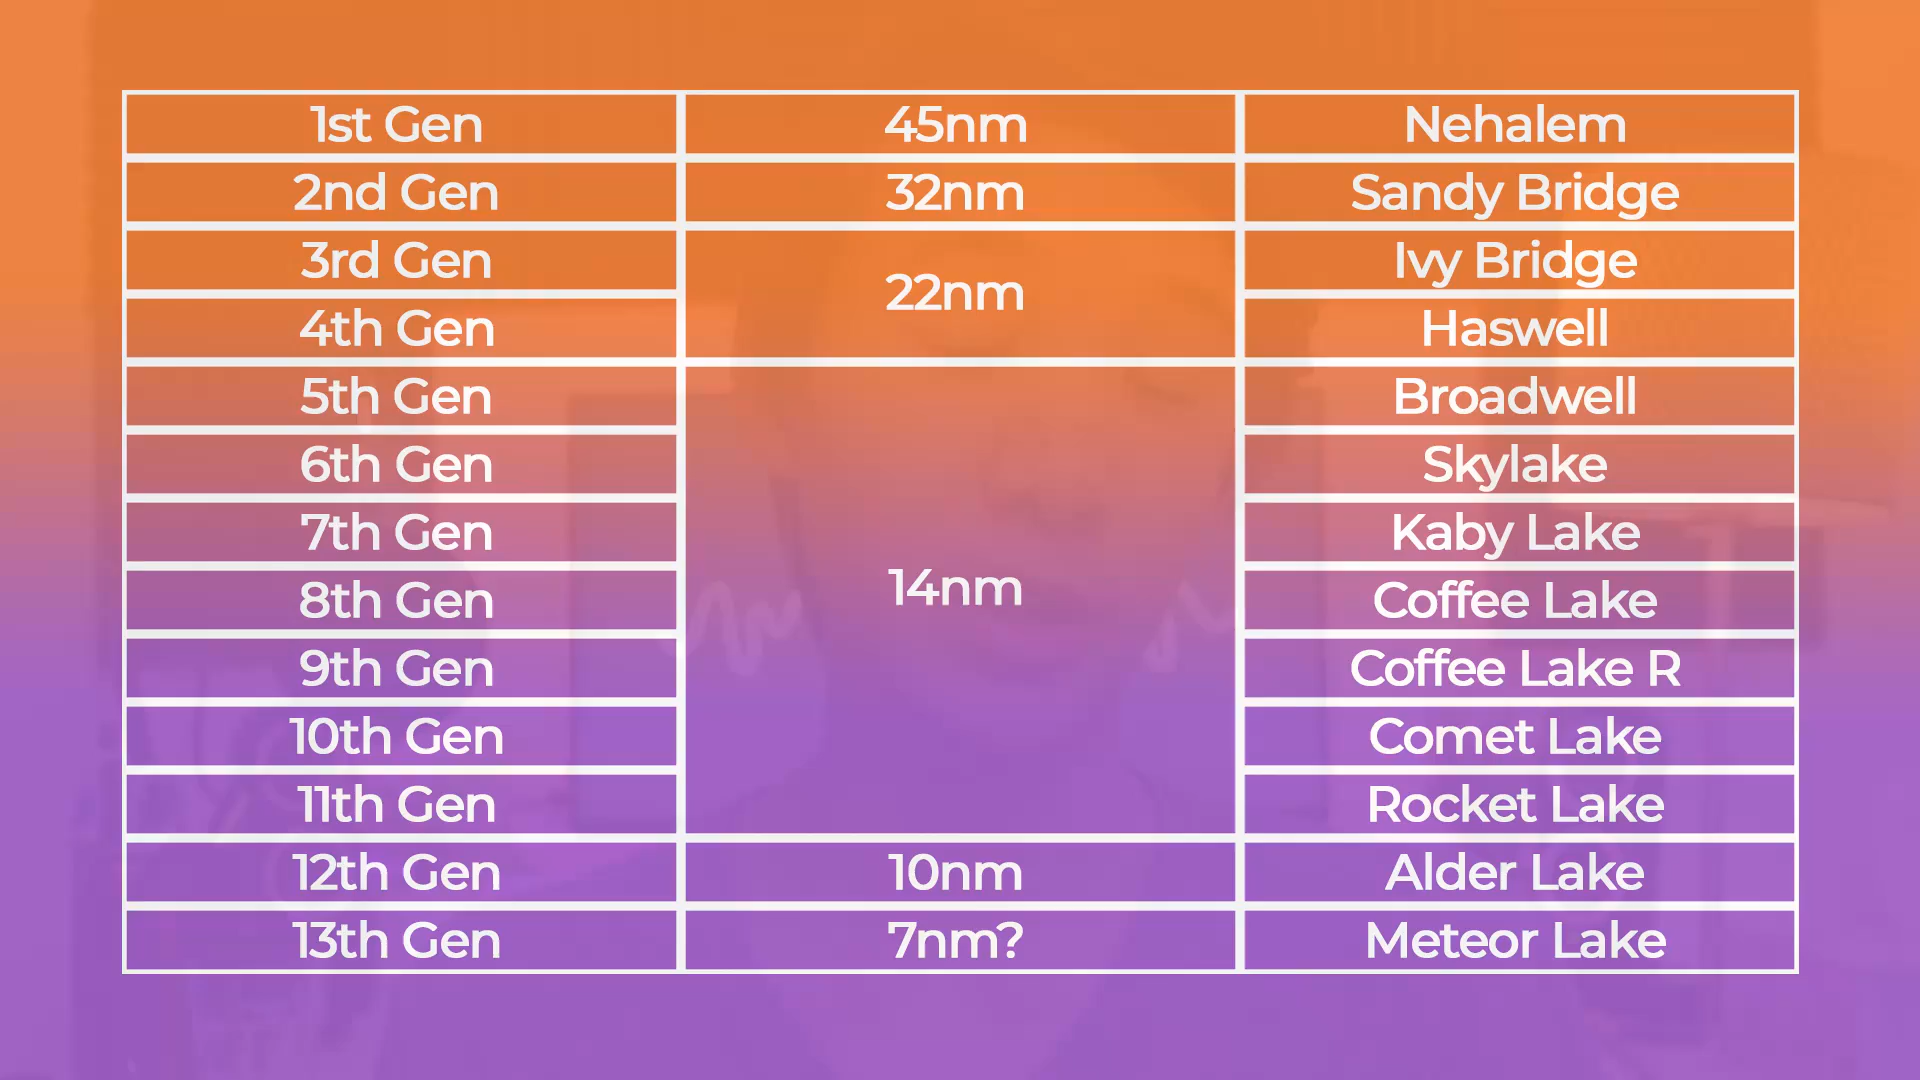 1st Gen 45nm Nehalem
2nd Gen 32nm Sandy Bridge
3rd Gen 22nm Ivy Bridge
4th Gen Haswell
5th Gen 14nm Broadwell
6th Gen Skylake
7th Gen Kaby Lake
8th Gen Coffee Lake
9th Gen Coffee Lake R
10th Gen Comet Lake
11th Gen Rocket Lake
12th Gen 10nm Alder Lake
13th Gen 7nm? Meteor Lake